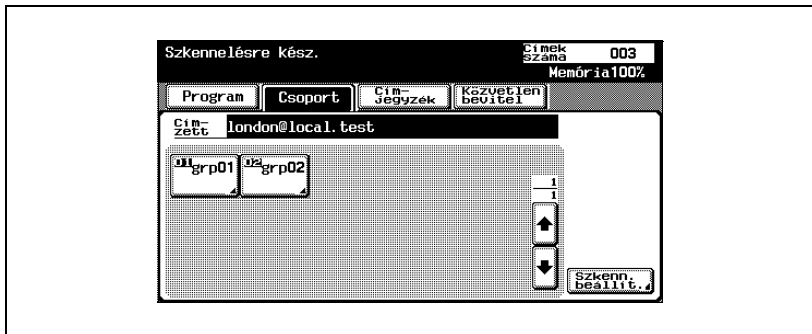 Szkennelésre kész.
Címek száma 003
Memória100%
Program Csoport Cím-jegyzék Közvetlen bevitel
Cím-zett london@local.test
01 grp01 02 grp02
1
1
Szkenn. beállít.